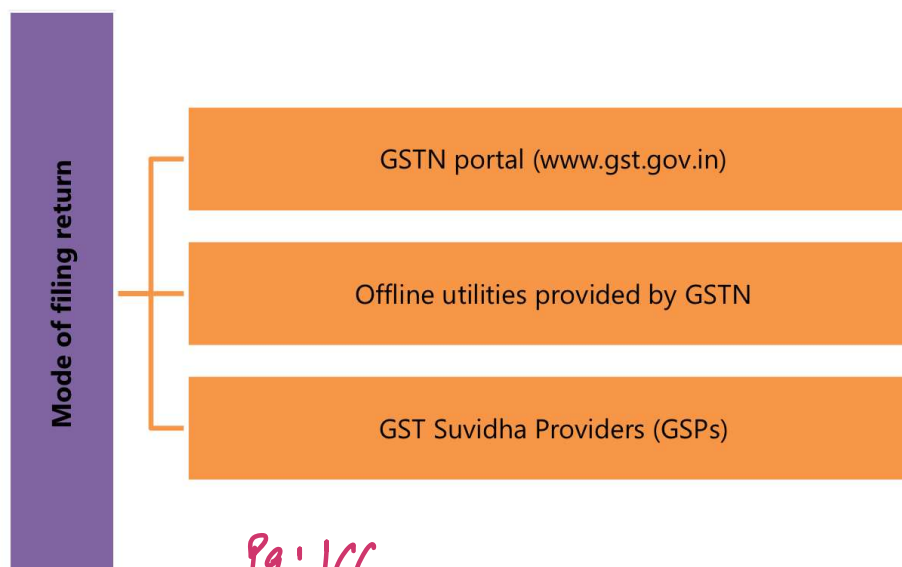 Mode of filing return
GSTN portal (www.gst.gov.in)
Offline utilities provided by GSTN
GST Suvidha Providers (GSPs)